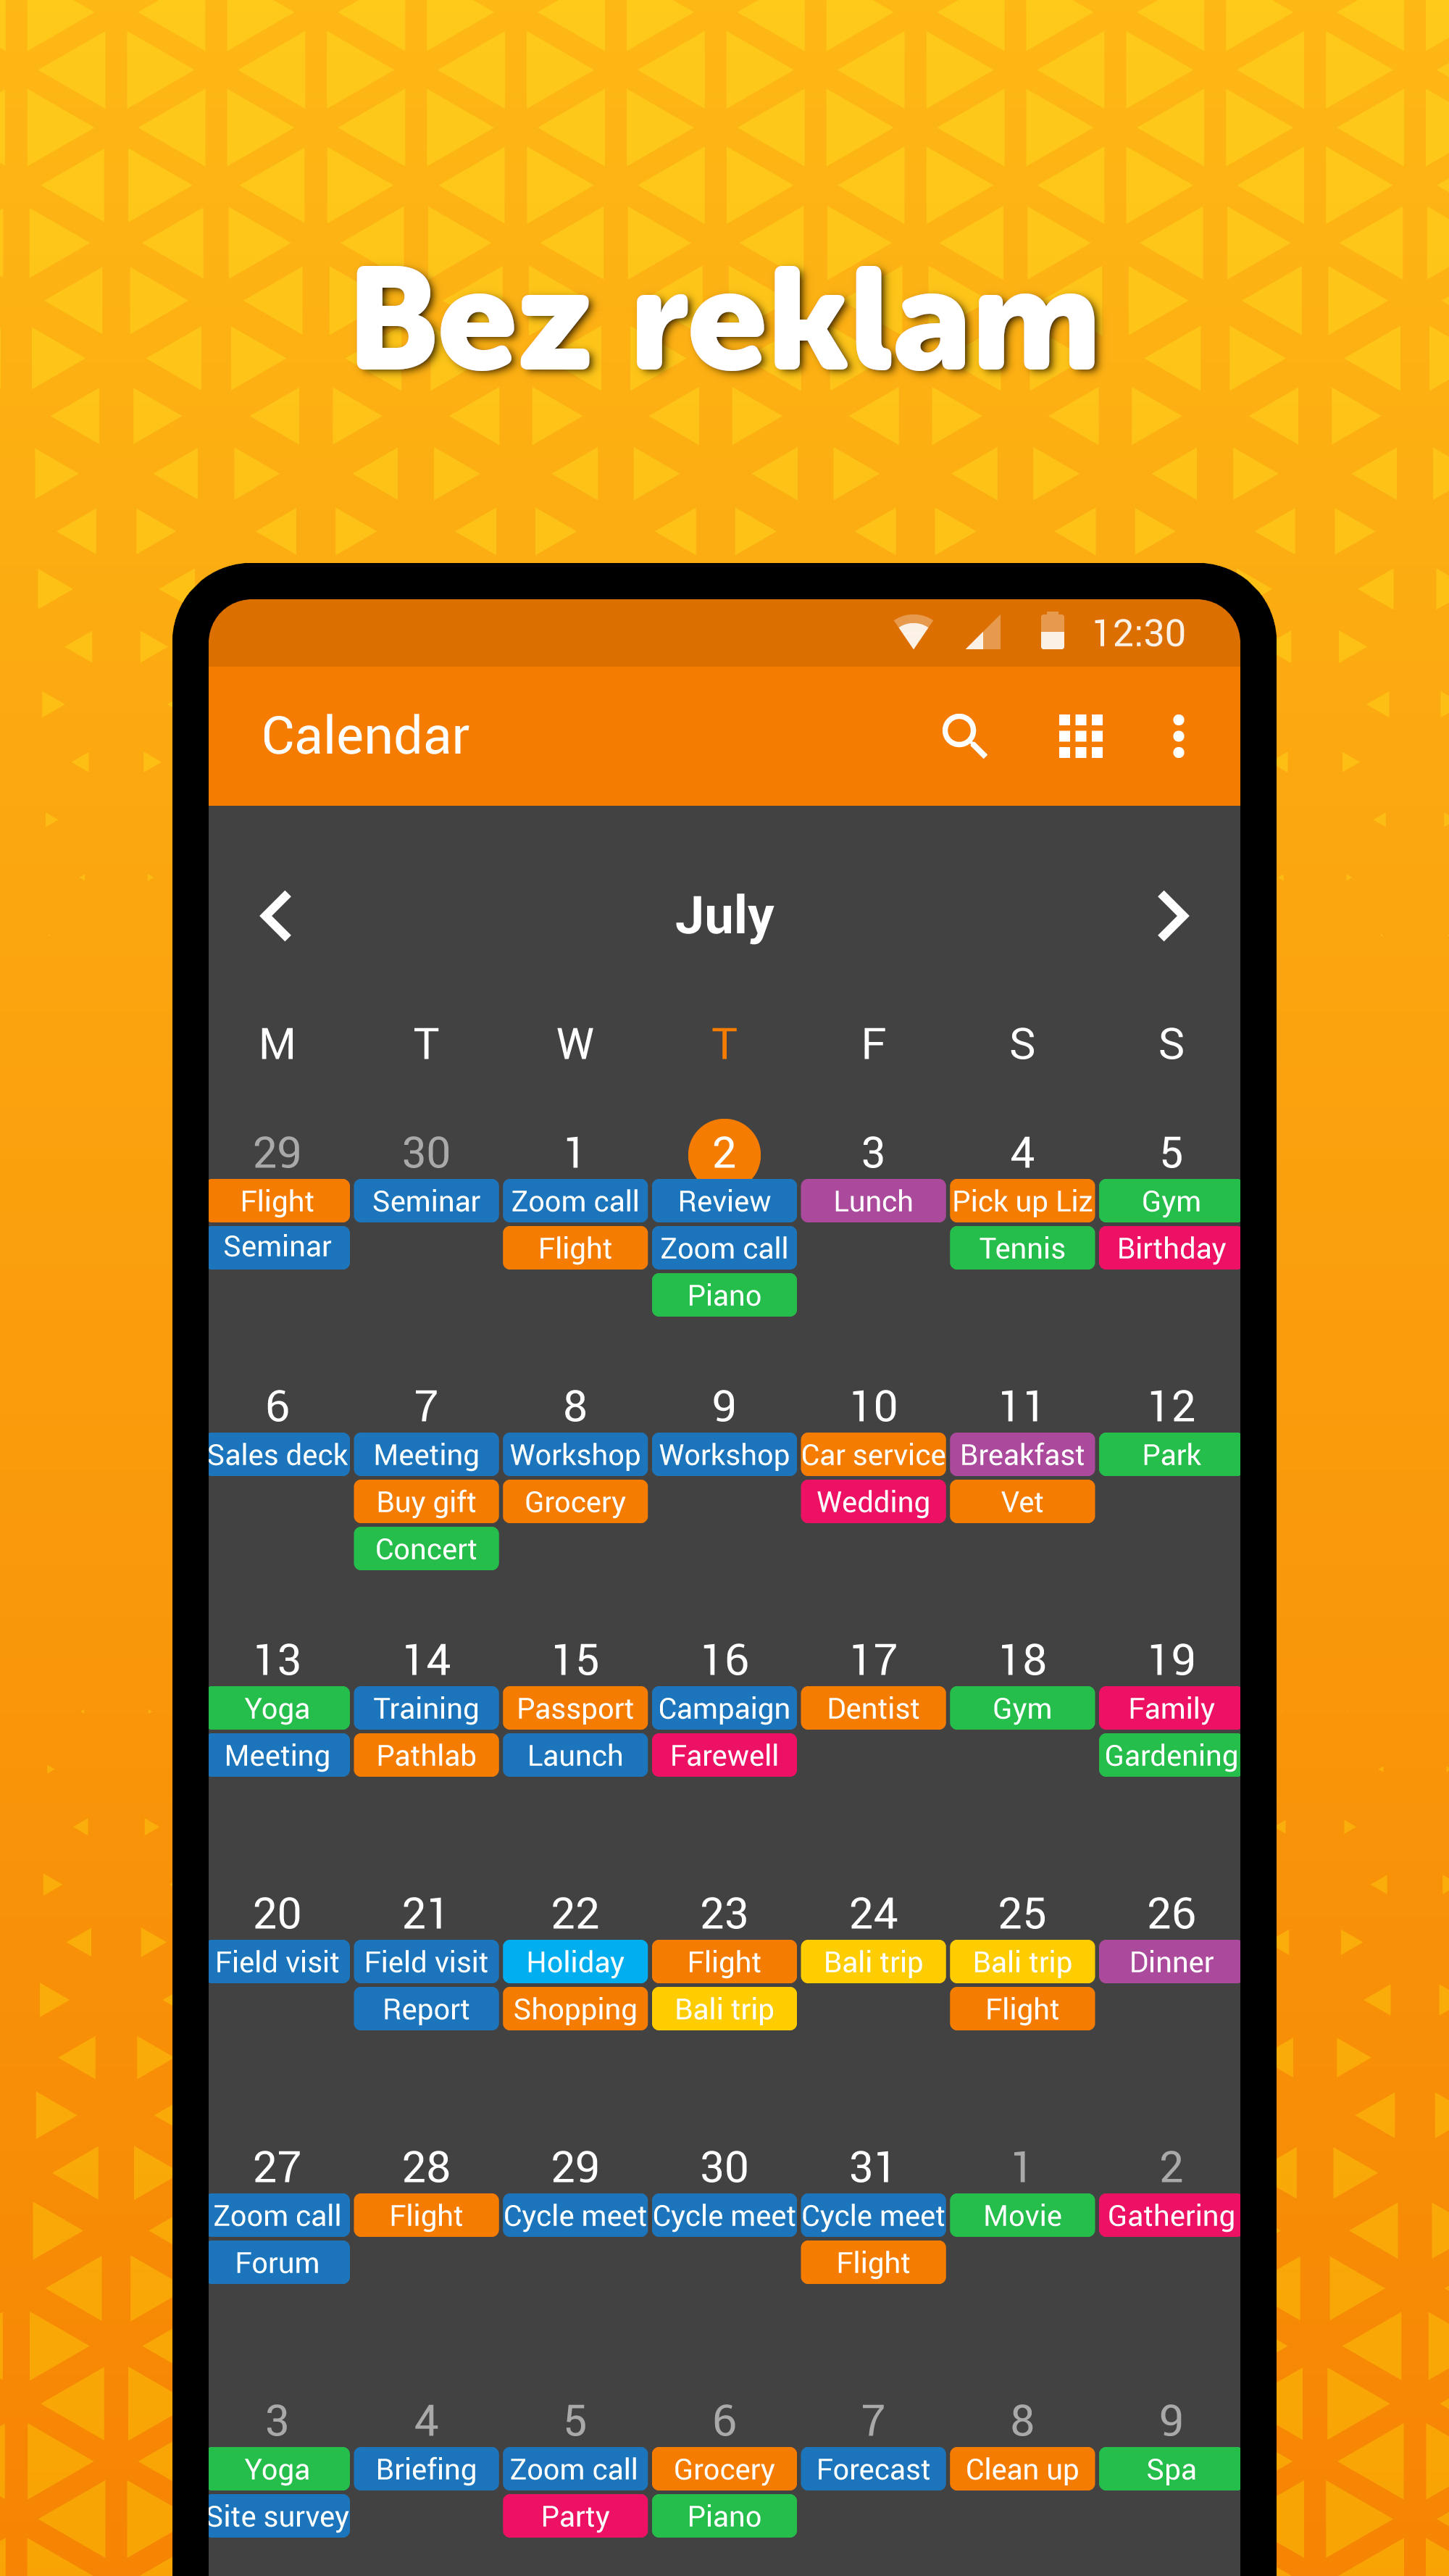 Bez reklam
12:30
Calendar
July
M T W T F S S
29 30 1 2 3 4 5
Flight Seminar Zoom call Review Lunch Pick up Liz Gym
Seminar Flight Zoom call Tennis Birthday
Piano
6 7 8 9 10 11 12
Sales deck Meeting Workshop Workshop Car service Breakfast Park
Buy gift Grocery Wedding Vet
Concert
13 14 15 16 17 18 19
Yoga Training Passport Campaign Dentist Gym Family
Meeting Pathlab Launch Farewell Gardening
20 21 22 23 24 25 26
Field visit Field visit Holiday Flight Bali trip Bali trip Dinner
Report Shopping Bali trip Flight
27 28 29 30 31 1 2
Zoom call Flight Cycle meet Cycle meet Cycle meet Movie Gathering
Forum Flight
3 4 5 6 7 8 9
Yoga Briefing Zoom call Grocery Forecast Clean up Spa
Site survey Party Piano